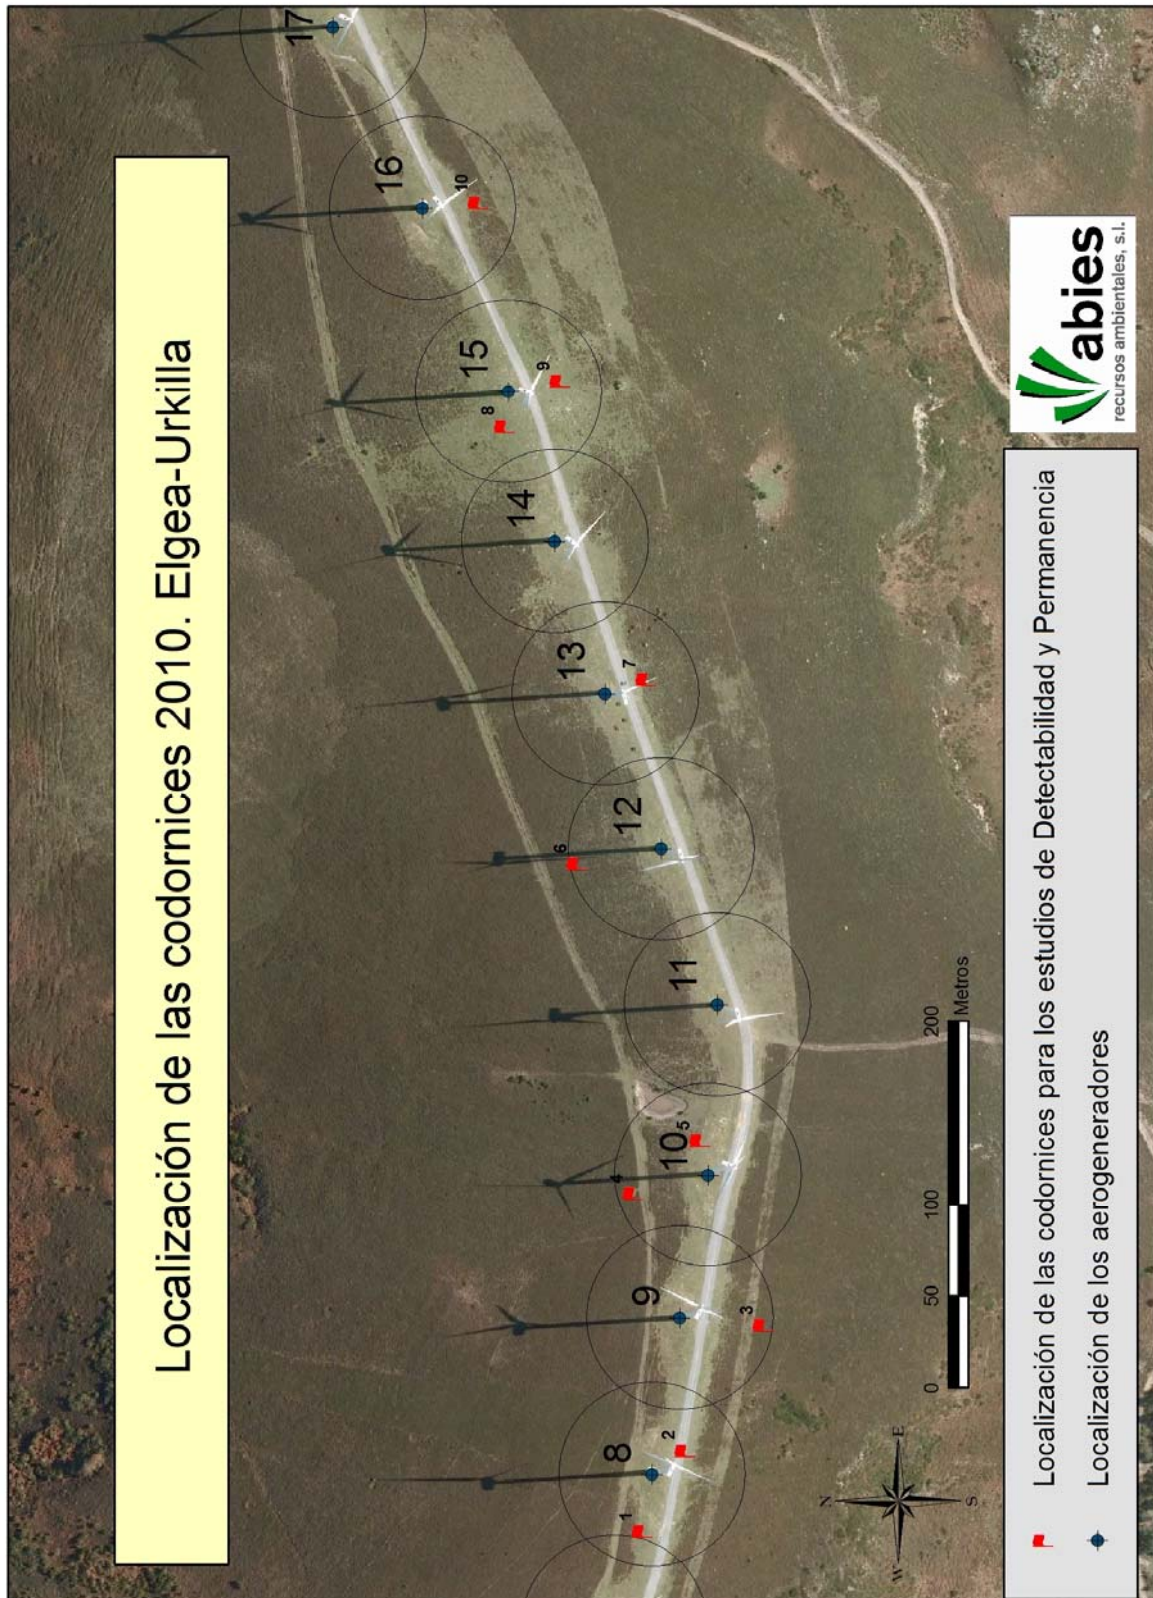 Localización de las codornices 2010. Elgea-Urkilla
17
16
10
15
9
8
14
13
7
12
6
11
10
5
4
9
3
8
2
1
N
W
E
S
0
50
100
200
Metros
abies
recursos ambientales, s.l.
Localización de las codornices para los estudios de Detectabilidad y Permanencia
Localización de los aerogeneradores